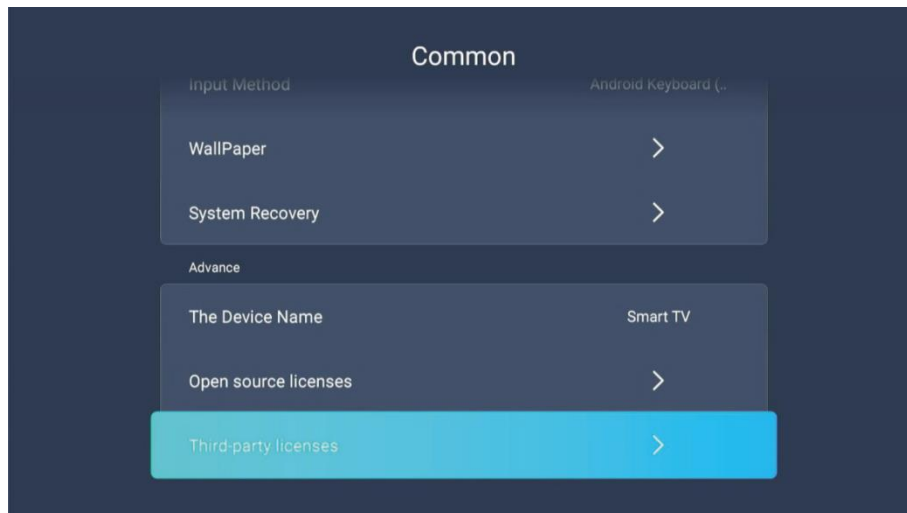 Common
Input Method Android Keyboard (..
WallPaper
System Recovery
Advance
The Device Name Smart TV
Open source licenses
Third-party licenses